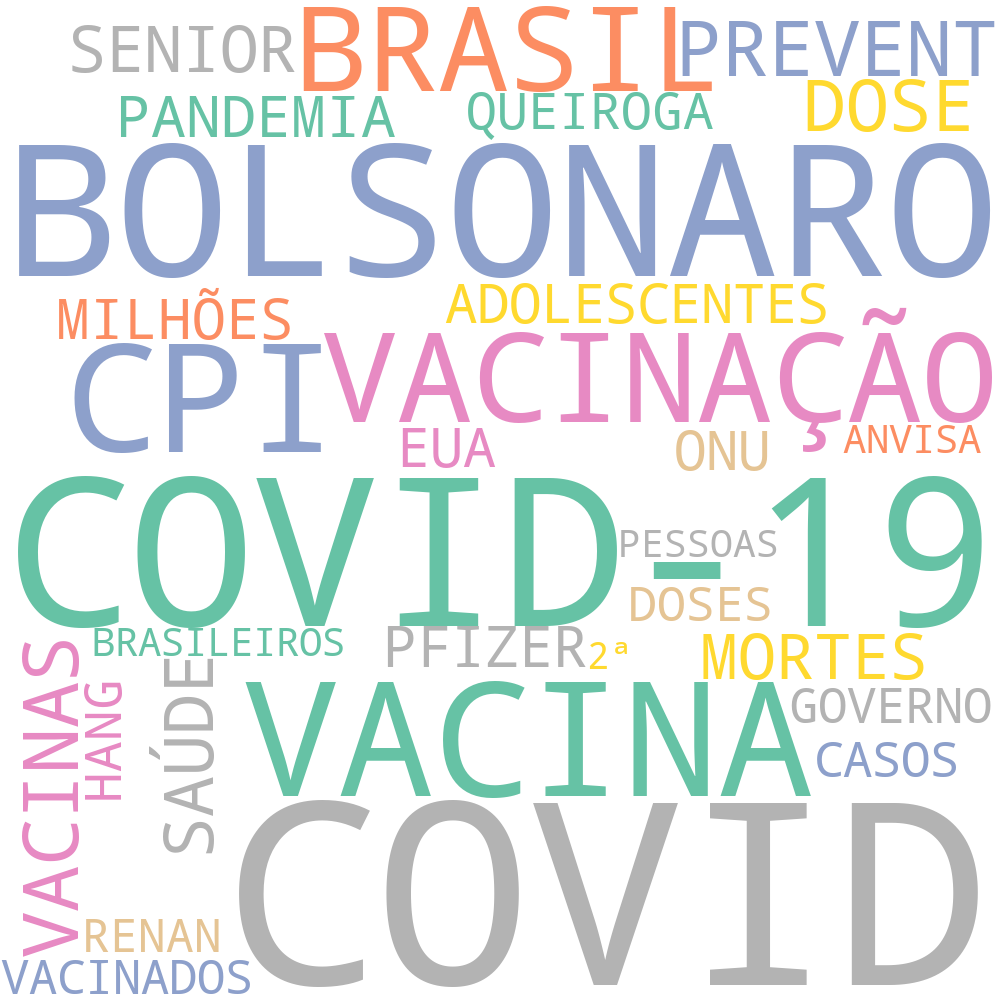 SENIOR
BRASIL
PREVENT
PANDEMIA
QUEIROGA
DOSE
BOLSONARO
MILHÕES
ADOLESCENTES
CPI
VACINAÇÃO
EUA
ONU
ANVISA
COVID-19
PESSOAS
DOSES
BRASILEIROS
PFIZER
2ª
MORTES
VACINAS
HANG
SAÚDE
VACINA
GOVERNO
CASOS
COVID
RENAN
VACINADOS